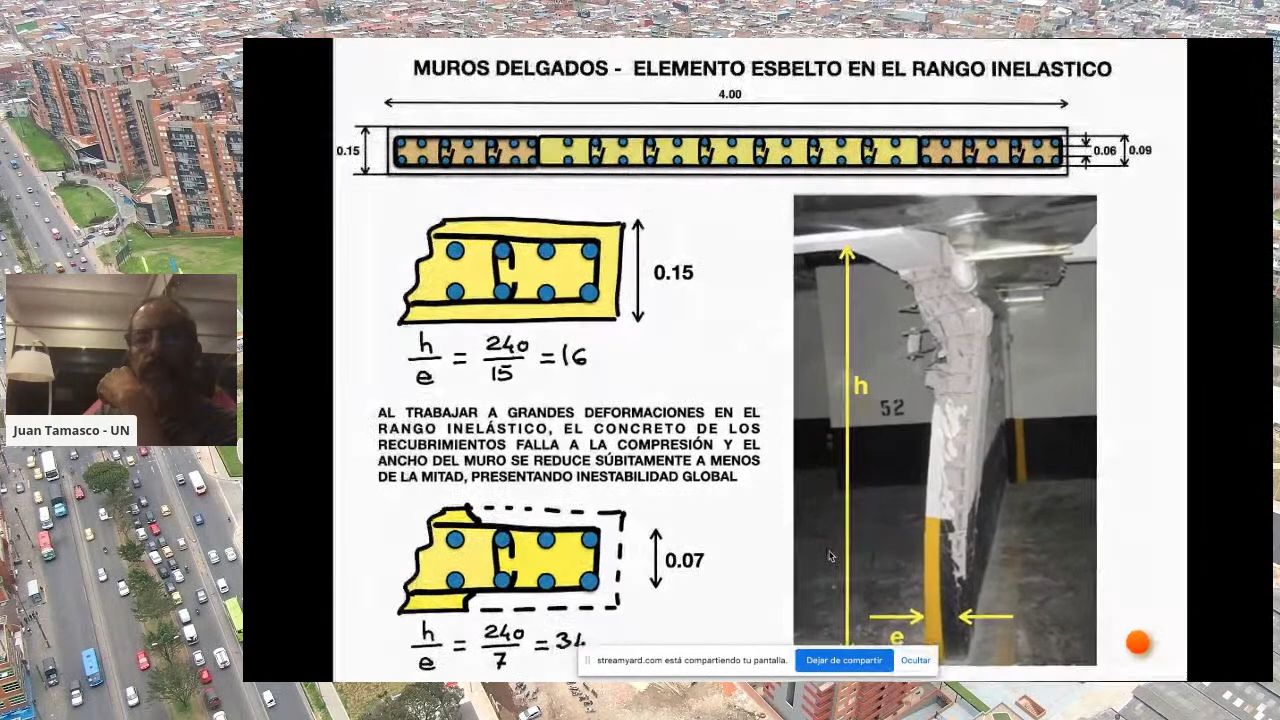 MUROS DELGADOS - ELEMENTO ESBELTO EN EL RANGO INELASTICO
4.00
0.15
0.06
0.09
0.15
h/e = 240/15 = 16
h
52
AL TRABAJAR A GRANDES DEFORMACIONES EN EL
RANGO INELÁSTICO, EL CONCRETO DE LOS
RECUBRIMIENTOS FALLA A LA COMPRESIÓN Y EL
ANCHO DEL MURO SE REDUCE SÚBITAMENTE A MENOS
DE LA MITAD, PRESENTANDO INESTABILIDAD GLOBAL
Juan Tamasco - UN
0.07
h/e = 240/7 = 34
e
streamyard.com está compartiendo tu pantalla.
Dejar de compartir
Ocultar